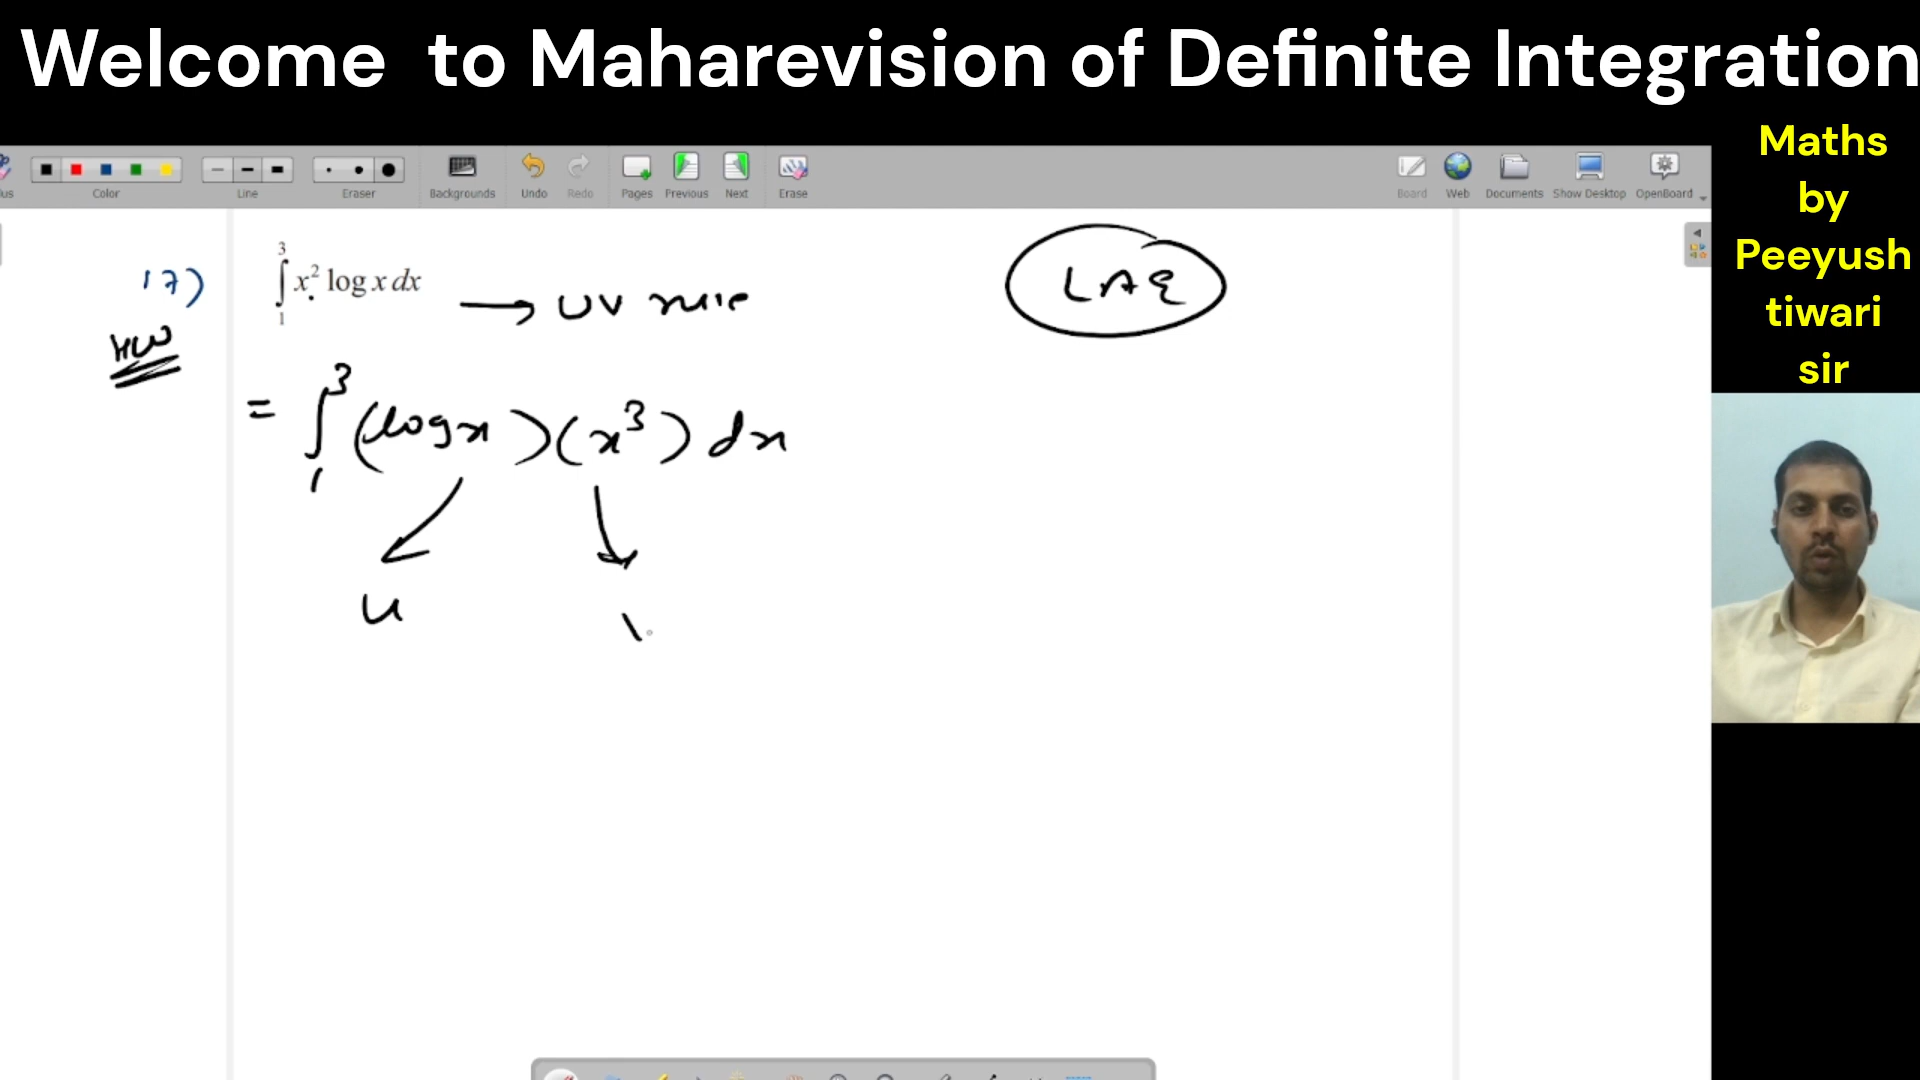 Welcome to Maharevision of Definite Integration
Maths
by
Peeyush
tiwari
sir
Color
Line
Eraser
Backgrounds
Undo
Redo
Pages
Previous
Next
Erase
Board
Web
Documents
Show Desktop
OpenBoard
17)
∫₁³ x² log x dx
→ UV rule
LAE
HW
= ∫₁³ (log x)(x³) dx
u